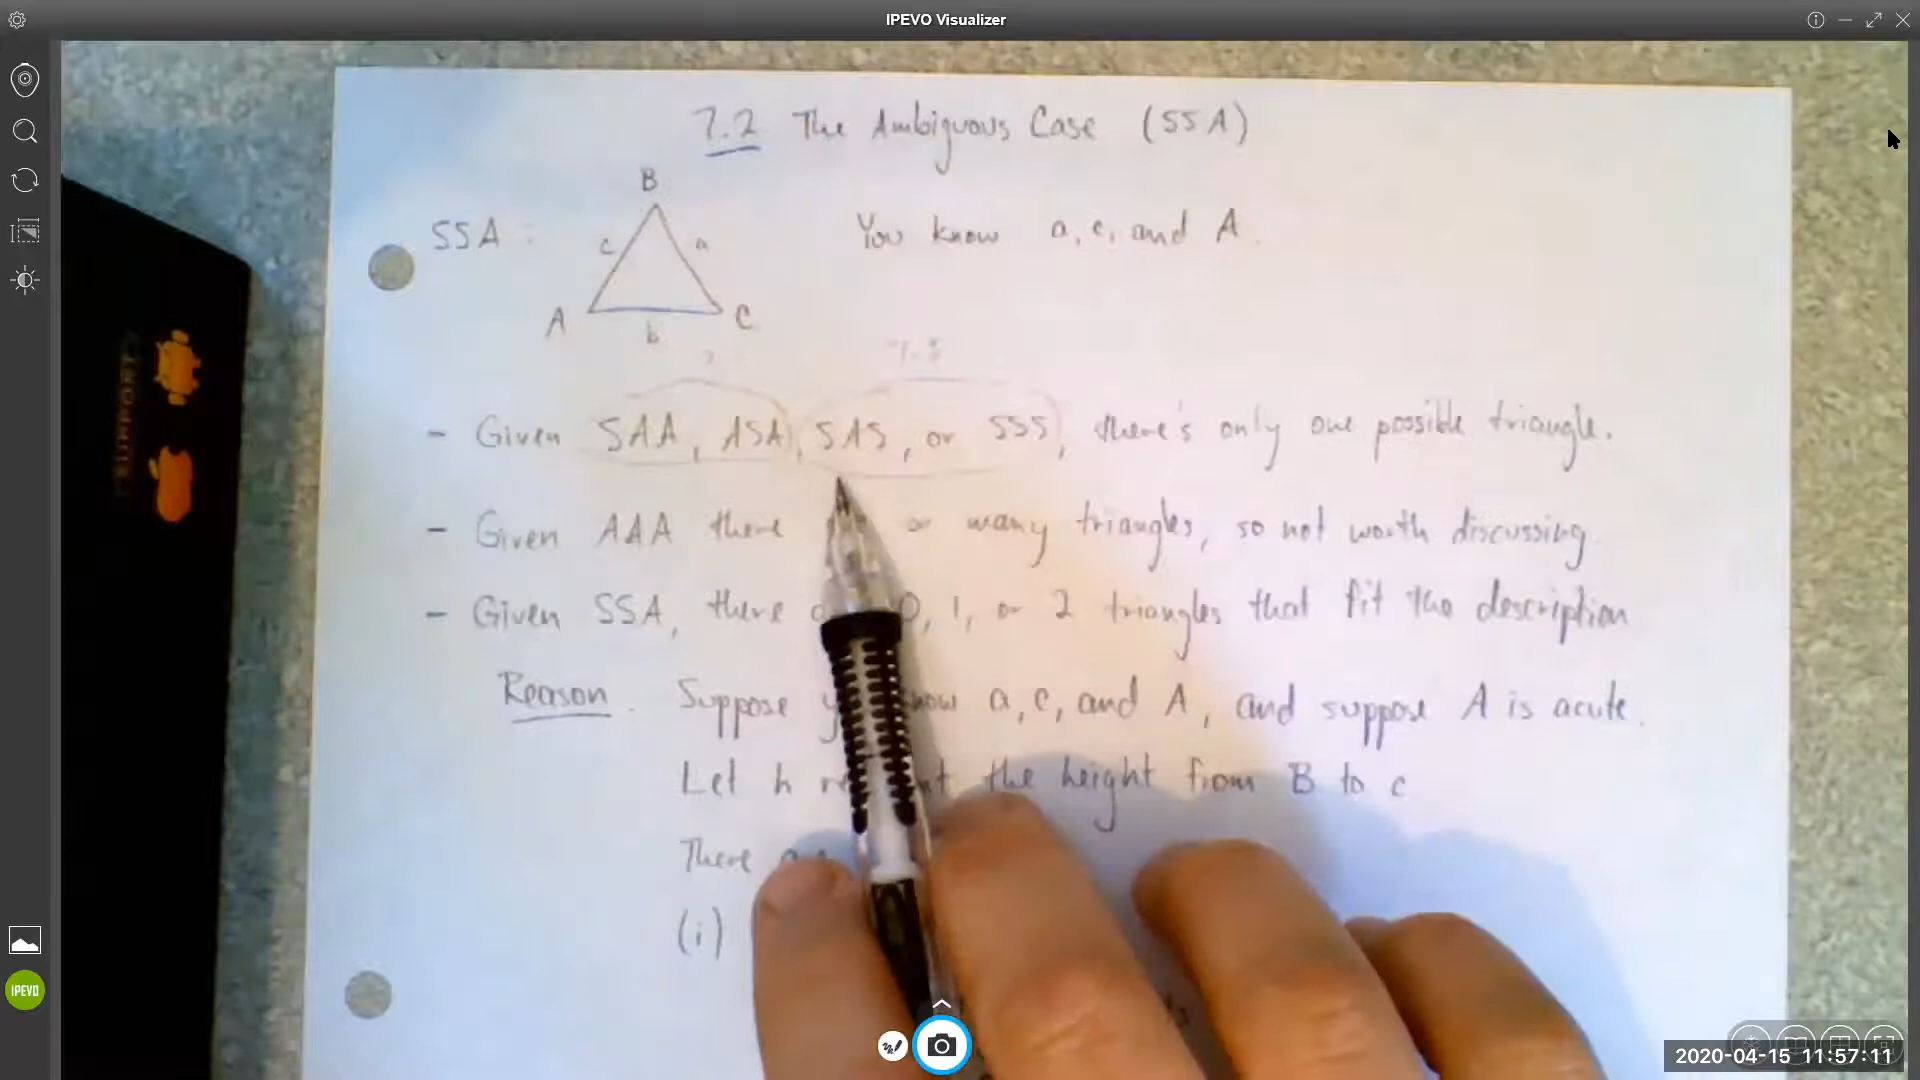 IPEVO Visualizer
7.2 The Ambiguous Case (SSA)
B
SSA : c a You know a, c, and A.
A b C
- Given SAA, ASA, SAS, or SSS, there's only one possible triangle.
- Given AAA there many triangles, so not worth discussing
- Given SSA, there 0, 1, or 2 triangles that fit the description
Reason. Suppose know a, c, and A, and suppose A is acute.
Let h the height from B to c
There
(i)
SUPPORT
IPEVO
2020-04-15 11:57:11